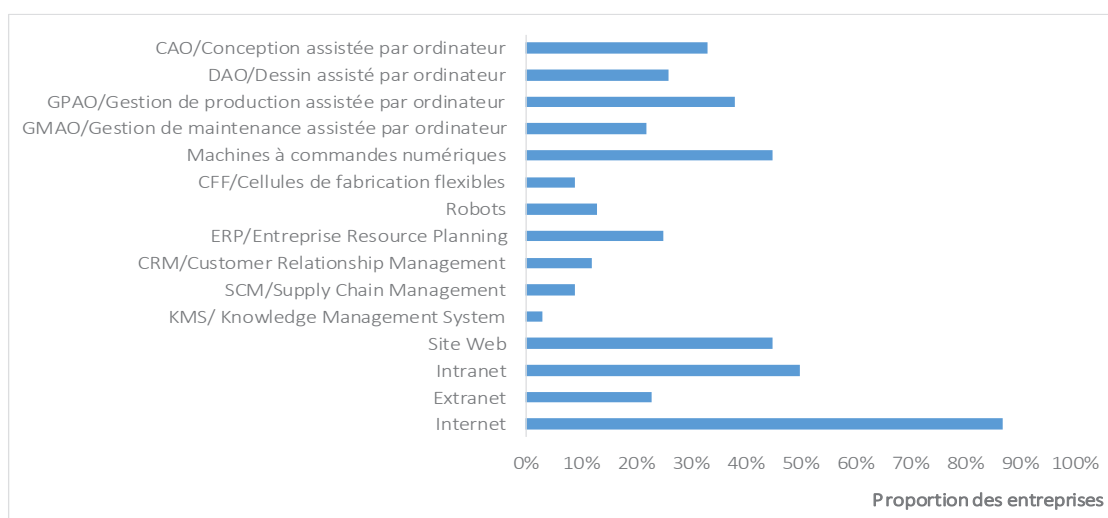 CAO/Conception assistée par ordinateur
DAO/Dessin assisté par ordinateur
GPAO/Gestion de production assistée par ordinateur
GMAO/Gestion de maintenance assistée par ordinateur
Machines à commandes numériques
CFF/Cellules de fabrication flexibles
Robots
ERP/Entreprise Resource Planning
CRM/Customer Relationship Management
SCM/Supply Chain Management
KMS/ Knowledge Management System
Site Web
Intranet
Extranet
Internet
0% 10% 20% 30% 40% 50% 60% 70% 80% 90% 100%
Proportion des entreprises